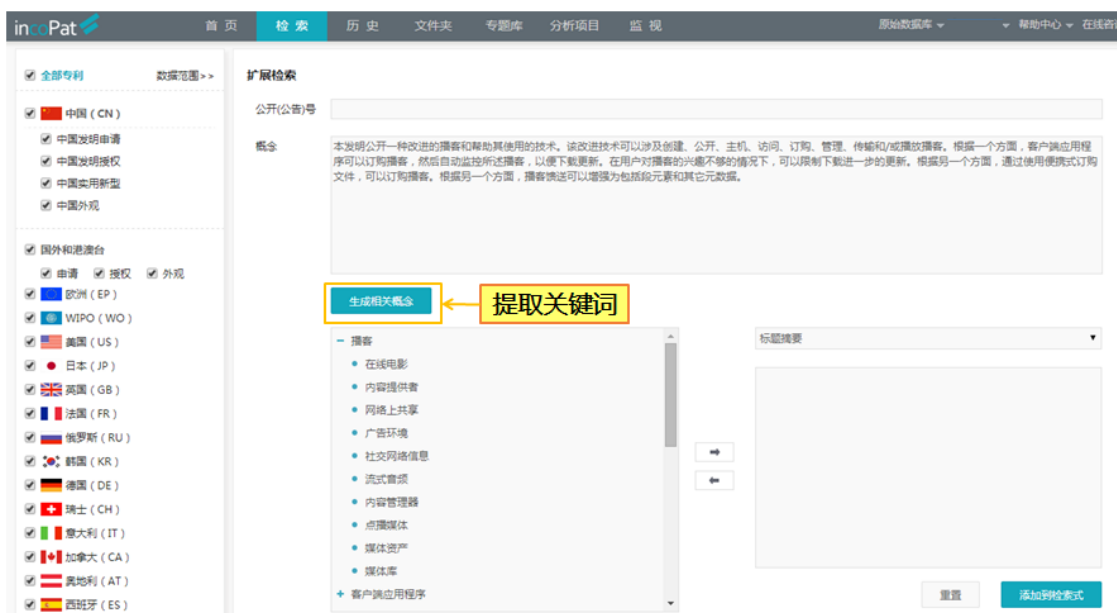 incoPat
首 页 检 索 历 史 文件夹 专题库 分析项目 监 视 原始数据库 帮助中心 在线咨
全部专利 数据范围>>
中国 ( CN )
中国发明申请
中国发明授权
中国实用新型
中国外观
国外和港澳台
申请 授权 外观
欧洲 ( EP )
WIPO ( WO )
美国 ( US )
日本 ( JP )
英国 ( GB )
法国 ( FR )
俄罗斯 ( RU )
韩国 ( KR )
德国 ( DE )
瑞士 ( CH )
意大利 ( IT )
加拿大 ( CA )
奥地利 ( AT )
西班牙 ( ES )
扩展检索
公开(公告)号
概念
本发明公开一种改进的播客和帮助其使用的技术。该改进技术可以涉及创建、公开、主机、访问、订购、管理、传输和/或播放播客。根据一个方面，客户端应用程
序可以订购播客，然后自动监控所述播客，以便下载更新。在用户对播客的兴趣不够的情况下，可以限制下载进一步的更新。根据另一个方面，通过使用便携式订购
文件，可以订购播客。根据另一个方面，播客馈送可以增强为包括段元素和其它元数据。
生成相关概念
提取关键词
播客
在线电影
内容提供者
网络上共享
广告环境
社交网络信息
流式音频
内容管理器
点播媒体
媒体资产
媒体库
客户端应用程序
标题摘要
重置 添加到检索式